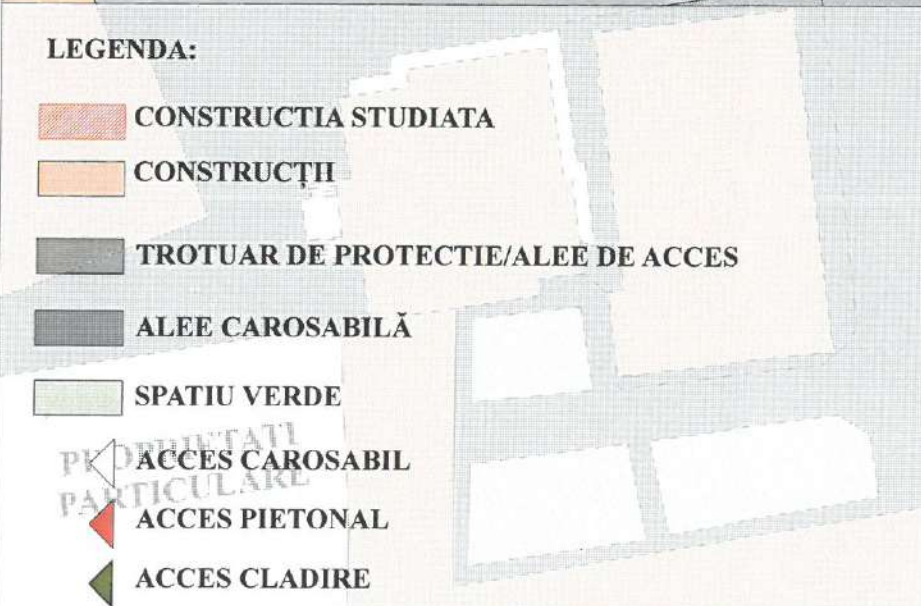 LEGENDA:
CONSTRUCTIA STUDIATA
CONSTRUCȚII
TROTUAR DE PROTECTIE/ALEE DE ACCES
ALEE CAROSABILĂ
SPATIU VERDE
PROPRIETATI
ACCES CAROSABIL
PARTICULARE
ACCES PIETONAL
ACCES CLADIRE